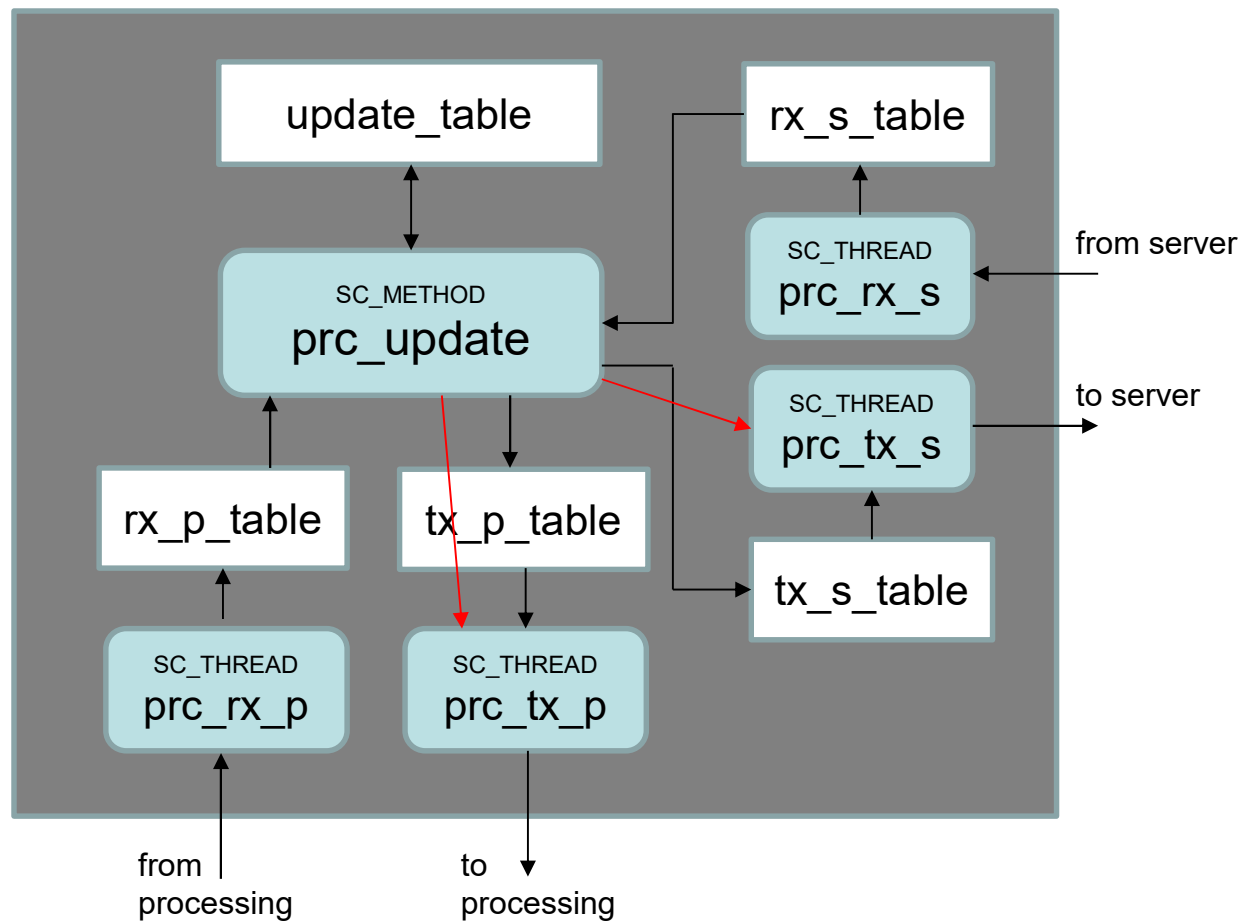 update_table
rx_s_table
SC_THREAD
prc_rx_s
from server
SC_METHOD
prc_update
SC_THREAD
prc_tx_s
to server
rx_p_table
tx_p_table
tx_s_table
SC_THREAD
prc_rx_p
SC_THREAD
prc_tx_p
from
processing
to
processing